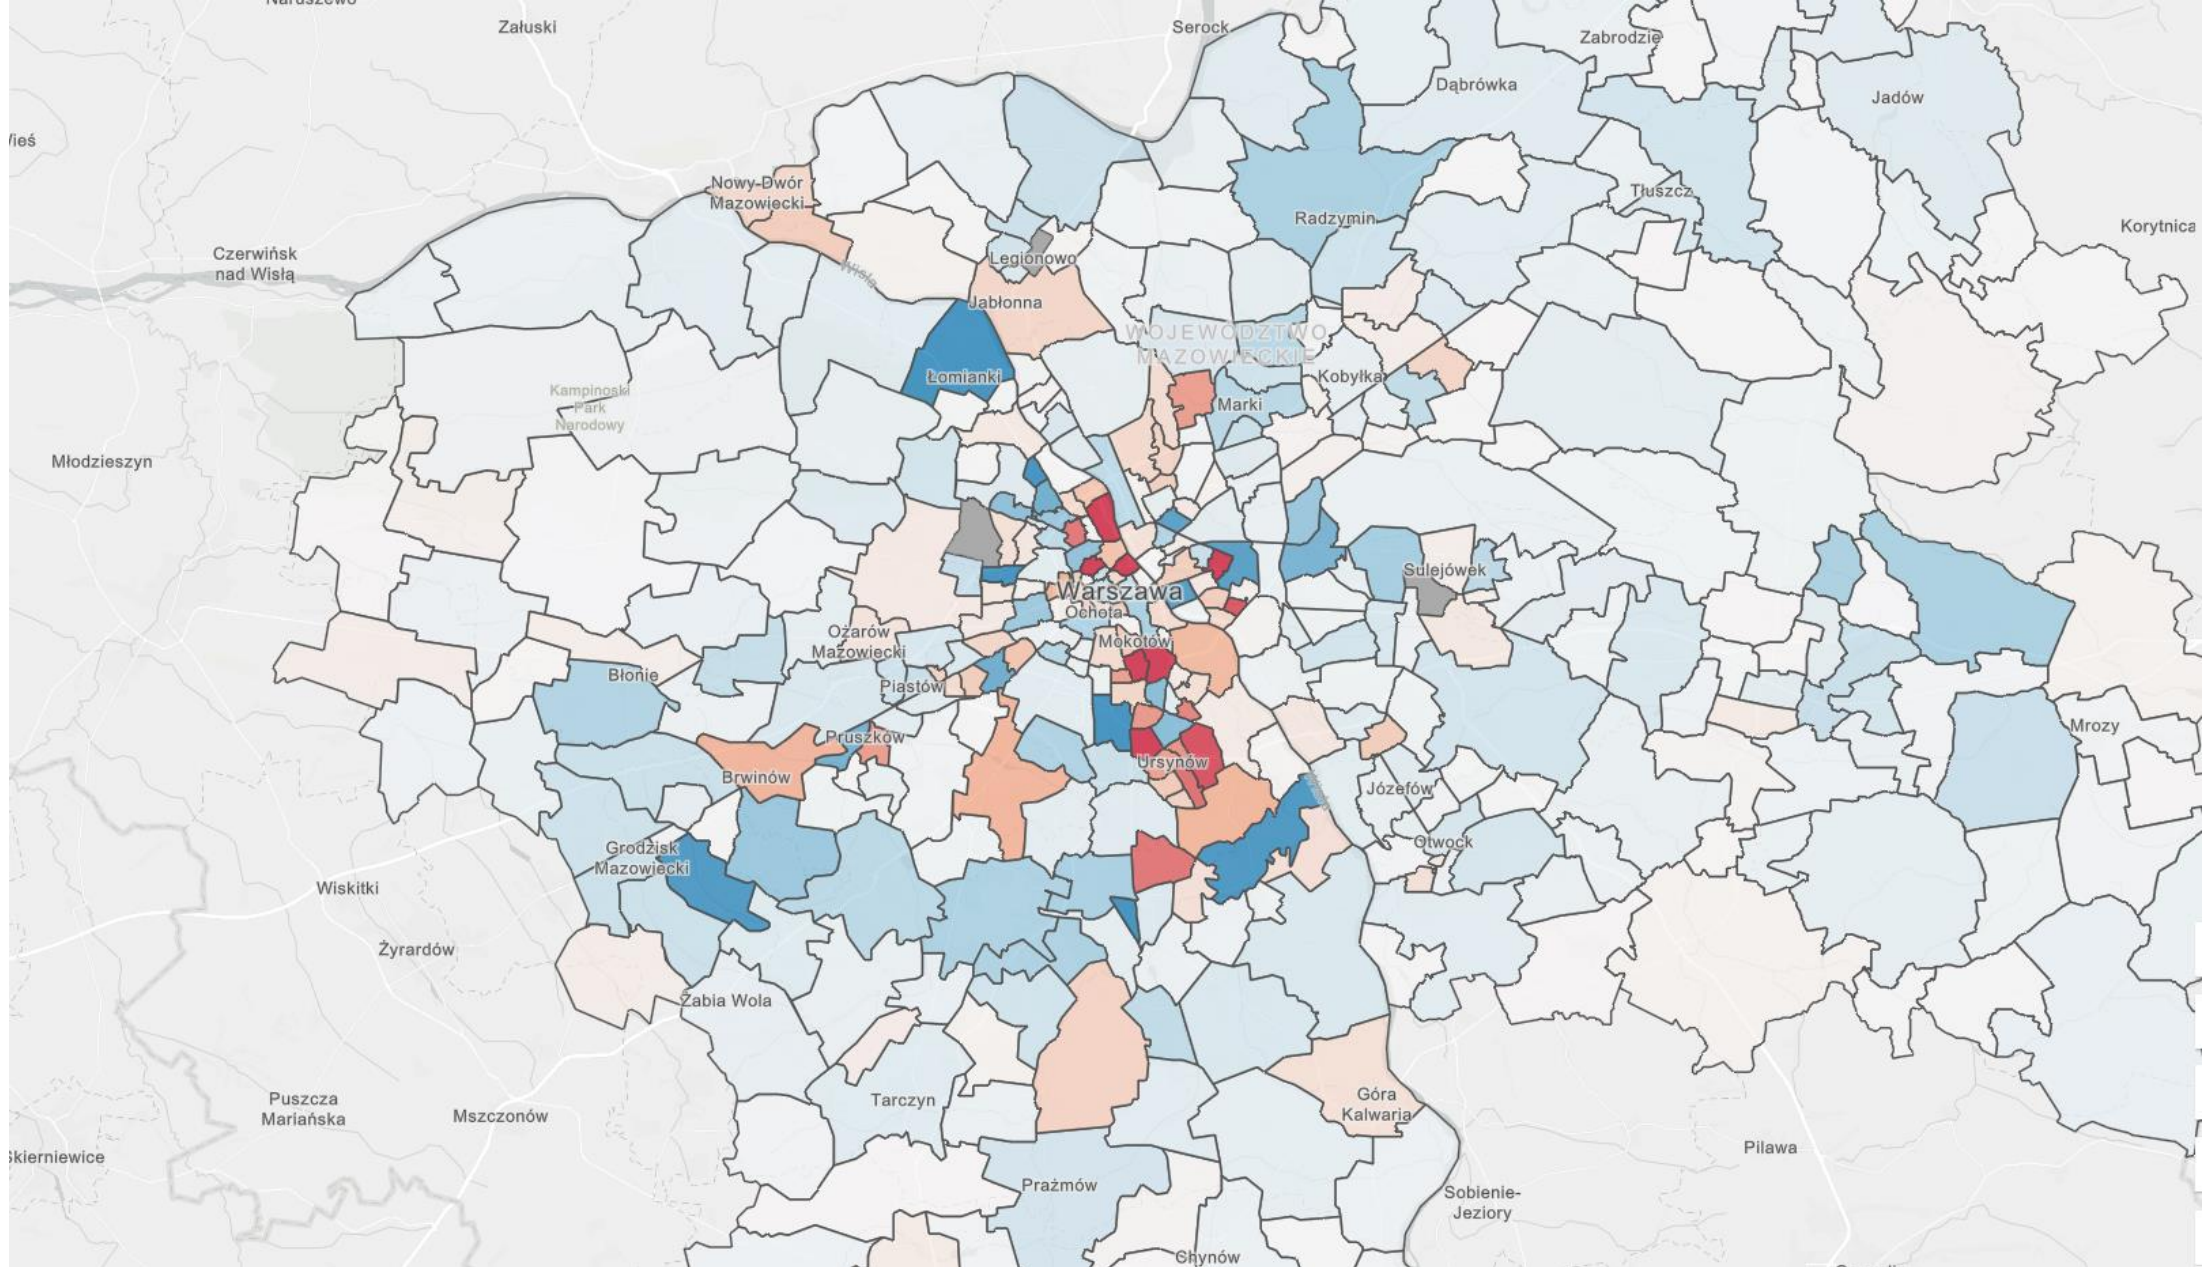 Załuski
Serock
Zabrodzie
Dąbrówka
Jadów
Nowy Dwór
Mazowiecki
Tłuszcz
Radzymin
Korytnica
Czerwińsk
nad Wisłą
Legionowo
Wisła
Jabłonna
WOJEWÓDZTWO
MAZOWIECKIE
Łomianki
Kobyłka
Kampinoski
Park
Narodowy
Marki
Młodzieszyn
Sulejówek
Warszawa
Ochota
Ożarów
Mazowiecki
Mokotów
Błonie
Piastów
Mrozy
Pruszków
Ursynów
Brwinów
Wisła
Józefów
Otwock
Grodzisk
Mazowiecki
Wiskitki
Żyrardów
Żabia Wola
Puszcza
Mariańska
Mszczonów
Tarczyn
Góra
Kalwaria
Pilawa
Skierniewice
Prażmów
Sobienie-
Jeziory
Chynów